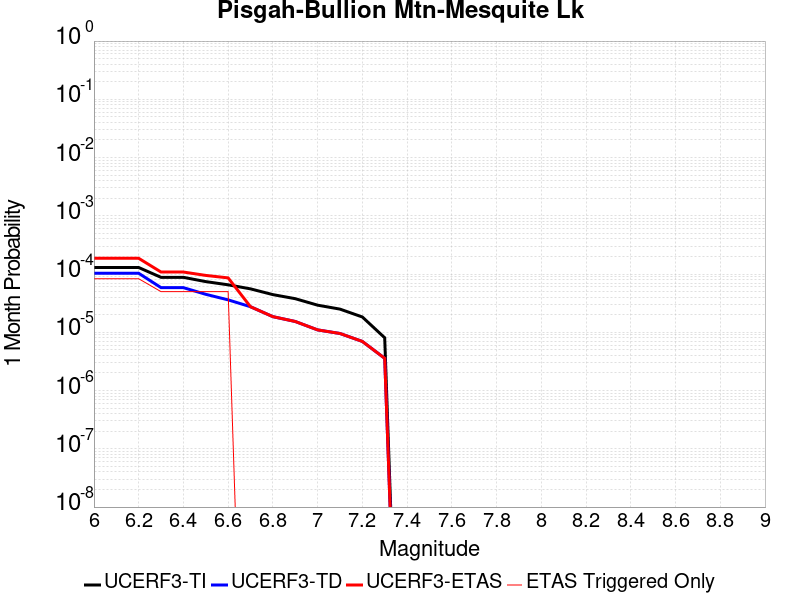 Pisgah-Bullion Mtn-Mesquite Lk
10^0
10^-1
10^-2
10^-3
10^-4
10^-5
10^-6
10^-7
10^-8
1 Month Probability
6 6.2 6.4 6.6 6.8 7 7.2 7.4 7.6 7.8 8 8.2 8.4 8.6 8.8 9
Magnitude
UCERF3-TI UCERF3-TD UCERF3-ETAS ETAS Triggered Only